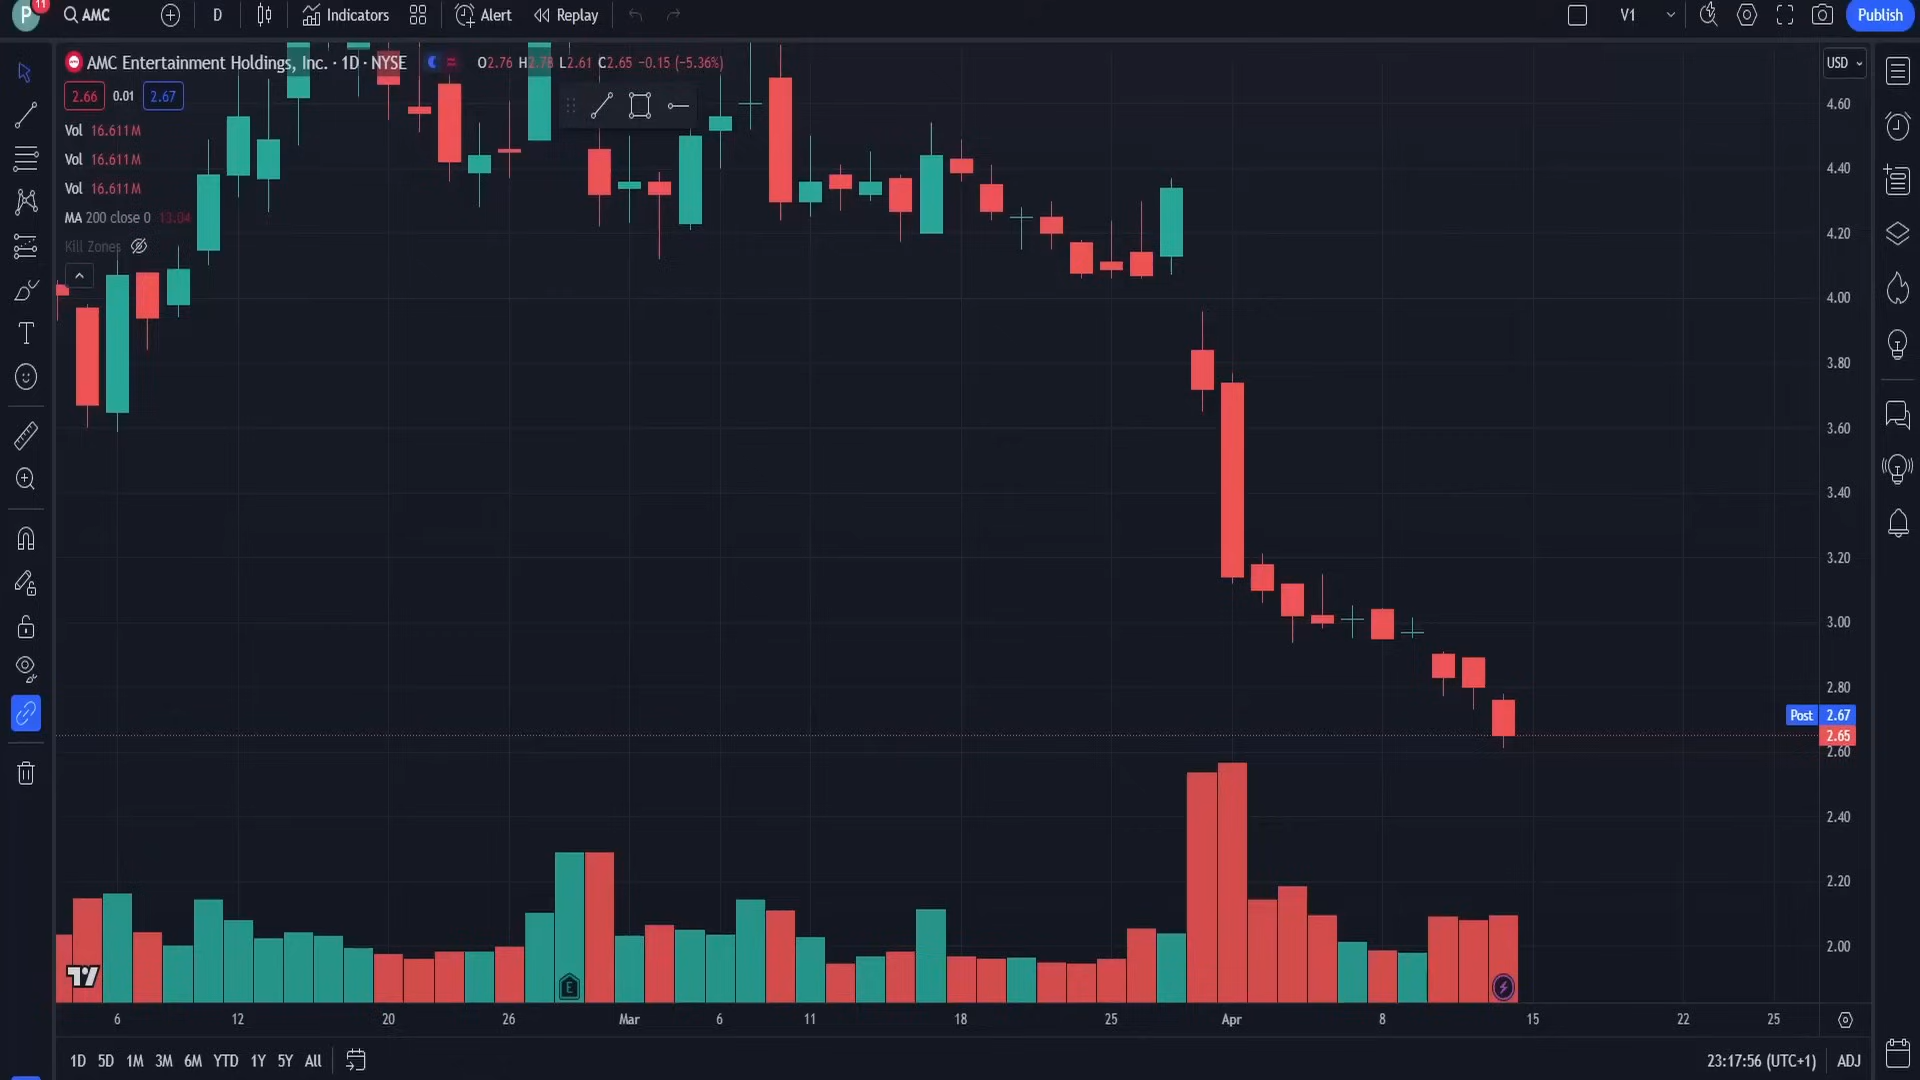 P 11 AMC D Indicators Alert Replay V1 Publish
AMC Entertainment Holdings, Inc. · 1D · NYSE O2.76 H2.78 L2.61 C2.65 −0.15 (−5.36%) USD
2.66 0.01 2.67
Vol 16.611M
Vol 16.611M
Vol 16.611M
MA 200 close 0 13.04
Kill Zones
4.60
4.40
4.20
4.00
3.80
3.60
3.40
3.20
3.00
2.80
Post 2.67
2.65
2.60
2.40
2.20
2.00
E
6 12 20 26 Mar 6 11 18 25 Apr 8 15 22 25
1D 5D 1M 3M 6M YTD 1Y 5Y All 23:17:56 (UTC+1) ADJ